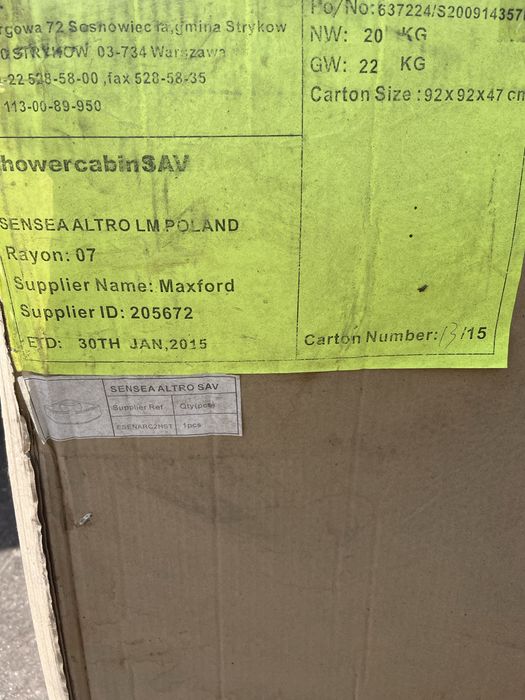 rgowa 72 Sosnowiec ła,gmina Strykow
STRYKOW 03-734 Warszawa
-22 528-58-00 ,fax 528-58-35
113-00-89-950
Po/No: 637224/S200914357
NW: 20 KG
GW: 22 KG
Carton Size :92x92x47 cm
howercabinSAV
SENSEA ALTRO LM POLAND
Rayon: 07
Supplier Name: Maxford
Supplier ID: 205672
ETD: 30TH JAN,2015
Carton Number: 13/15
SENSEA ALTRO SAV
Supplier Ref Qty(pcs)
1pcs